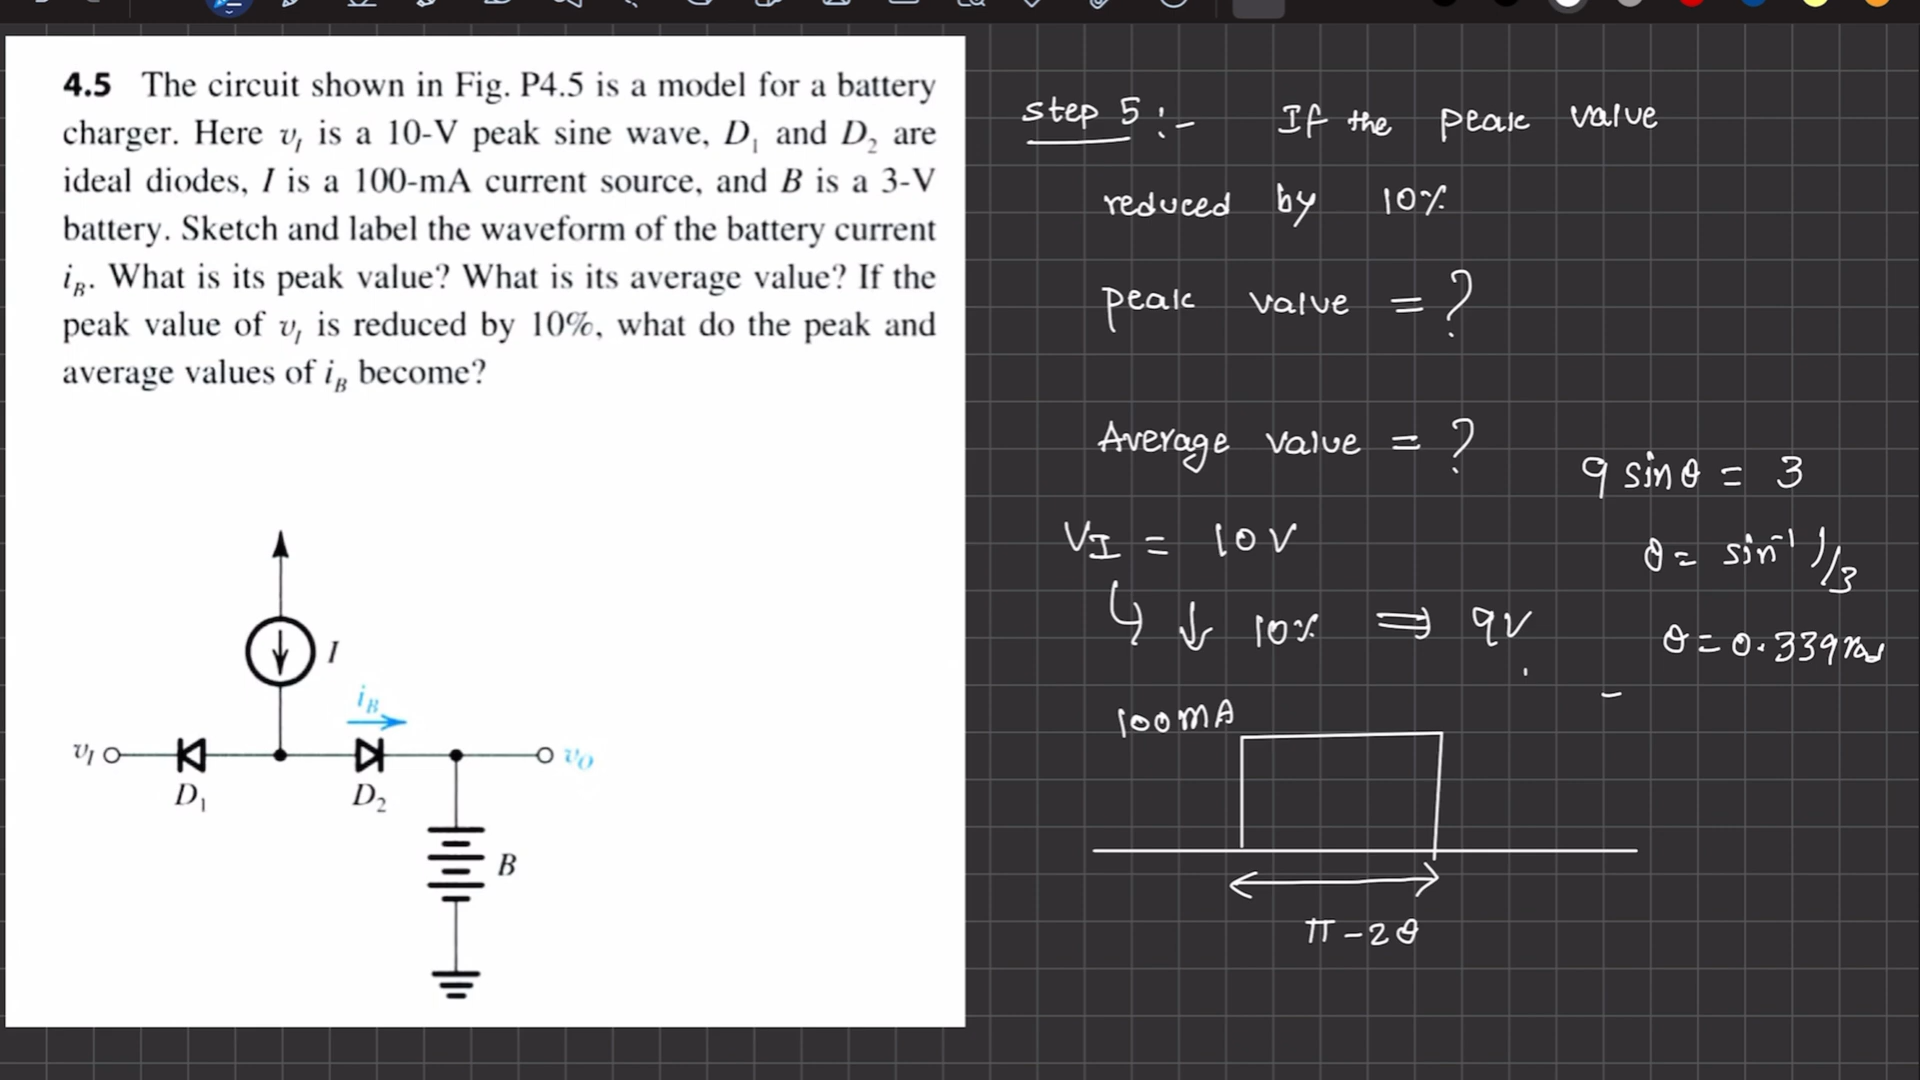 4.5 The circuit shown in Fig. P4.5 is a model for a battery
charger. Here v_I is a 10-V peak sine wave, D_1 and D_2 are
ideal diodes, I is a 100-mA current source, and B is a 3-V
battery. Sketch and label the waveform of the battery current
i_B. What is its peak value? What is its average value? If the
peak value of v_I is reduced by 10%, what do the peak and
average values of i_B become?
I
i_B
v_I
v_O
D_1
D_2
B
step 5 :- If the peak value
reduced by 10%
peak value = ?
Average value = ?
V_I = 10V
↳ ↓ 10% ⇒ 9V
9 sinθ = 3
θ = sin⁻¹ 1/3
θ = 0.339 rad
100mA
π - 2θ